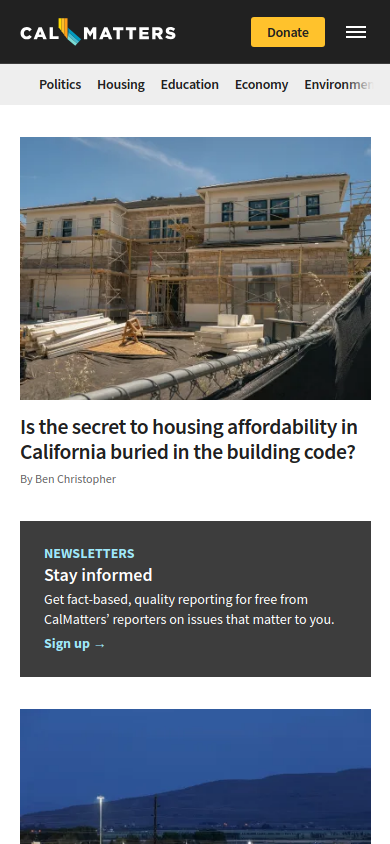 CAL MATTERS
Donate
Politics Housing Education Economy Environmen
Is the secret to housing affordability in
California buried in the building code?
By Ben Christopher
NEWSLETTERS
Stay informed
Get fact-based, quality reporting for free from
CalMatters’ reporters on issues that matter to you.
Sign up →